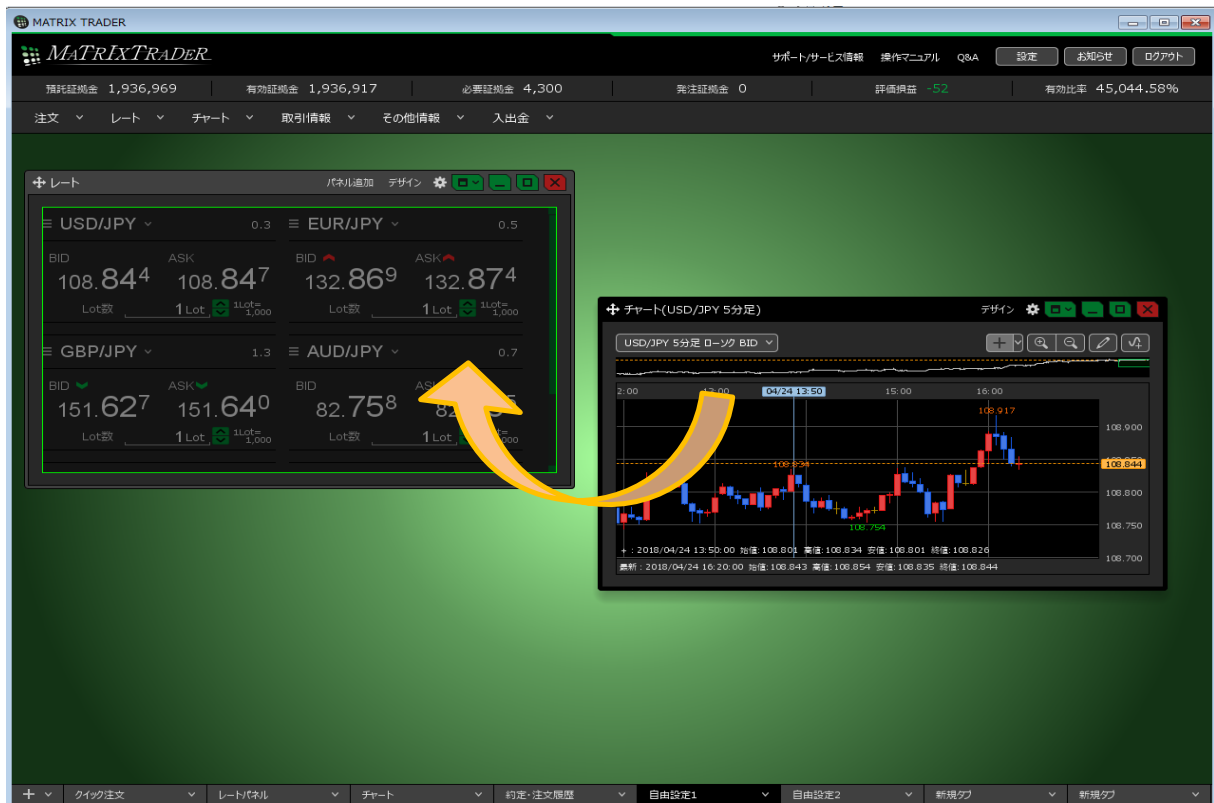 MATRIX TRADER
MATRIXTRADER
サポート/サービス情報 操作マニュアル Q&A 設定 お知らせ ログアウト
預託証拠金 1,936,969 有効証拠金 1,936,917 必要証拠金 4,300 発注証拠金 0 評価損益 -52 有効比率 45,044.58%
注文 レート チャート 取引情報 その他情報 入出金
レート パネル追加 デザイン
USD/JPY 0.3 EUR/JPY 0.5
BID ASK BID ASK
108.844 108.847 132.869 132.874
Lot数 1 Lot 1Lot=1,000 Lot数 1 Lot 1Lot=1,000
GBP/JPY 1.3 AUD/JPY 0.7
BID ASK BID
151.627 151.640 82.758
Lot数 1 Lot 1Lot=1,000 Lot数 1 Lot
チャート(USD/JPY 5分足) デザイン
USD/JPY 5分足 ローソク BID
2:00 04/24 13:50 15:00 16:00
108.917
108.900
108.834
108.844
108.800
108.754
108.750
+ : 2018/04/24 13:50:00 始値:108.801 高値:108.834 安値:108.801 終値:108.826
108.700
最新 : 2018/04/24 16:20:00 始値:108.843 高値:108.854 安値:108.835 終値:108.844
クイック注文 レートパネル チャート 約定・注文履歴 自由設定1 自由設定2 新規タブ 新規タブ